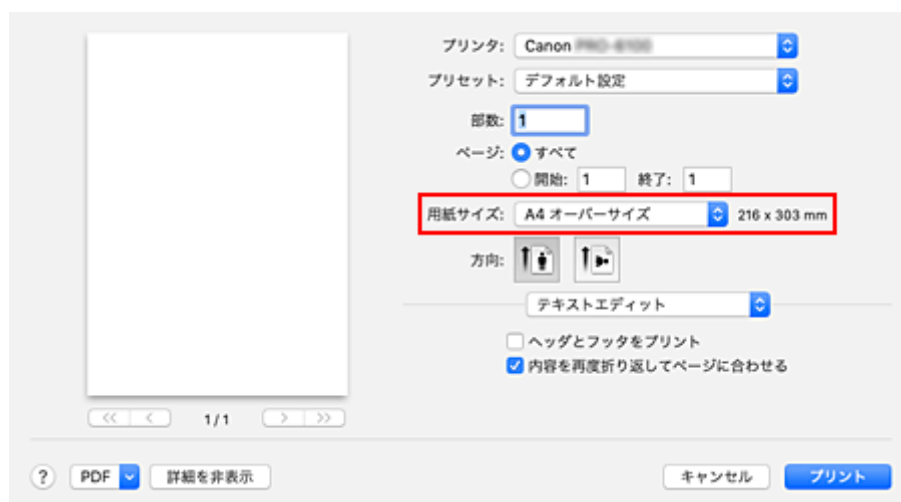 プリンタ: Canon
プリセット: デフォルト設定
部数: 1
ページ: すべて
開始: 1 終了: 1
用紙サイズ: A4 オーバーサイズ 216 x 303 mm
方向:
テキストエディット
ヘッダとフッタをプリント
内容を再度折り返してページに合わせる
<< < 1/1 > >>
? PDF 詳細を非表示 キャンセル プリント